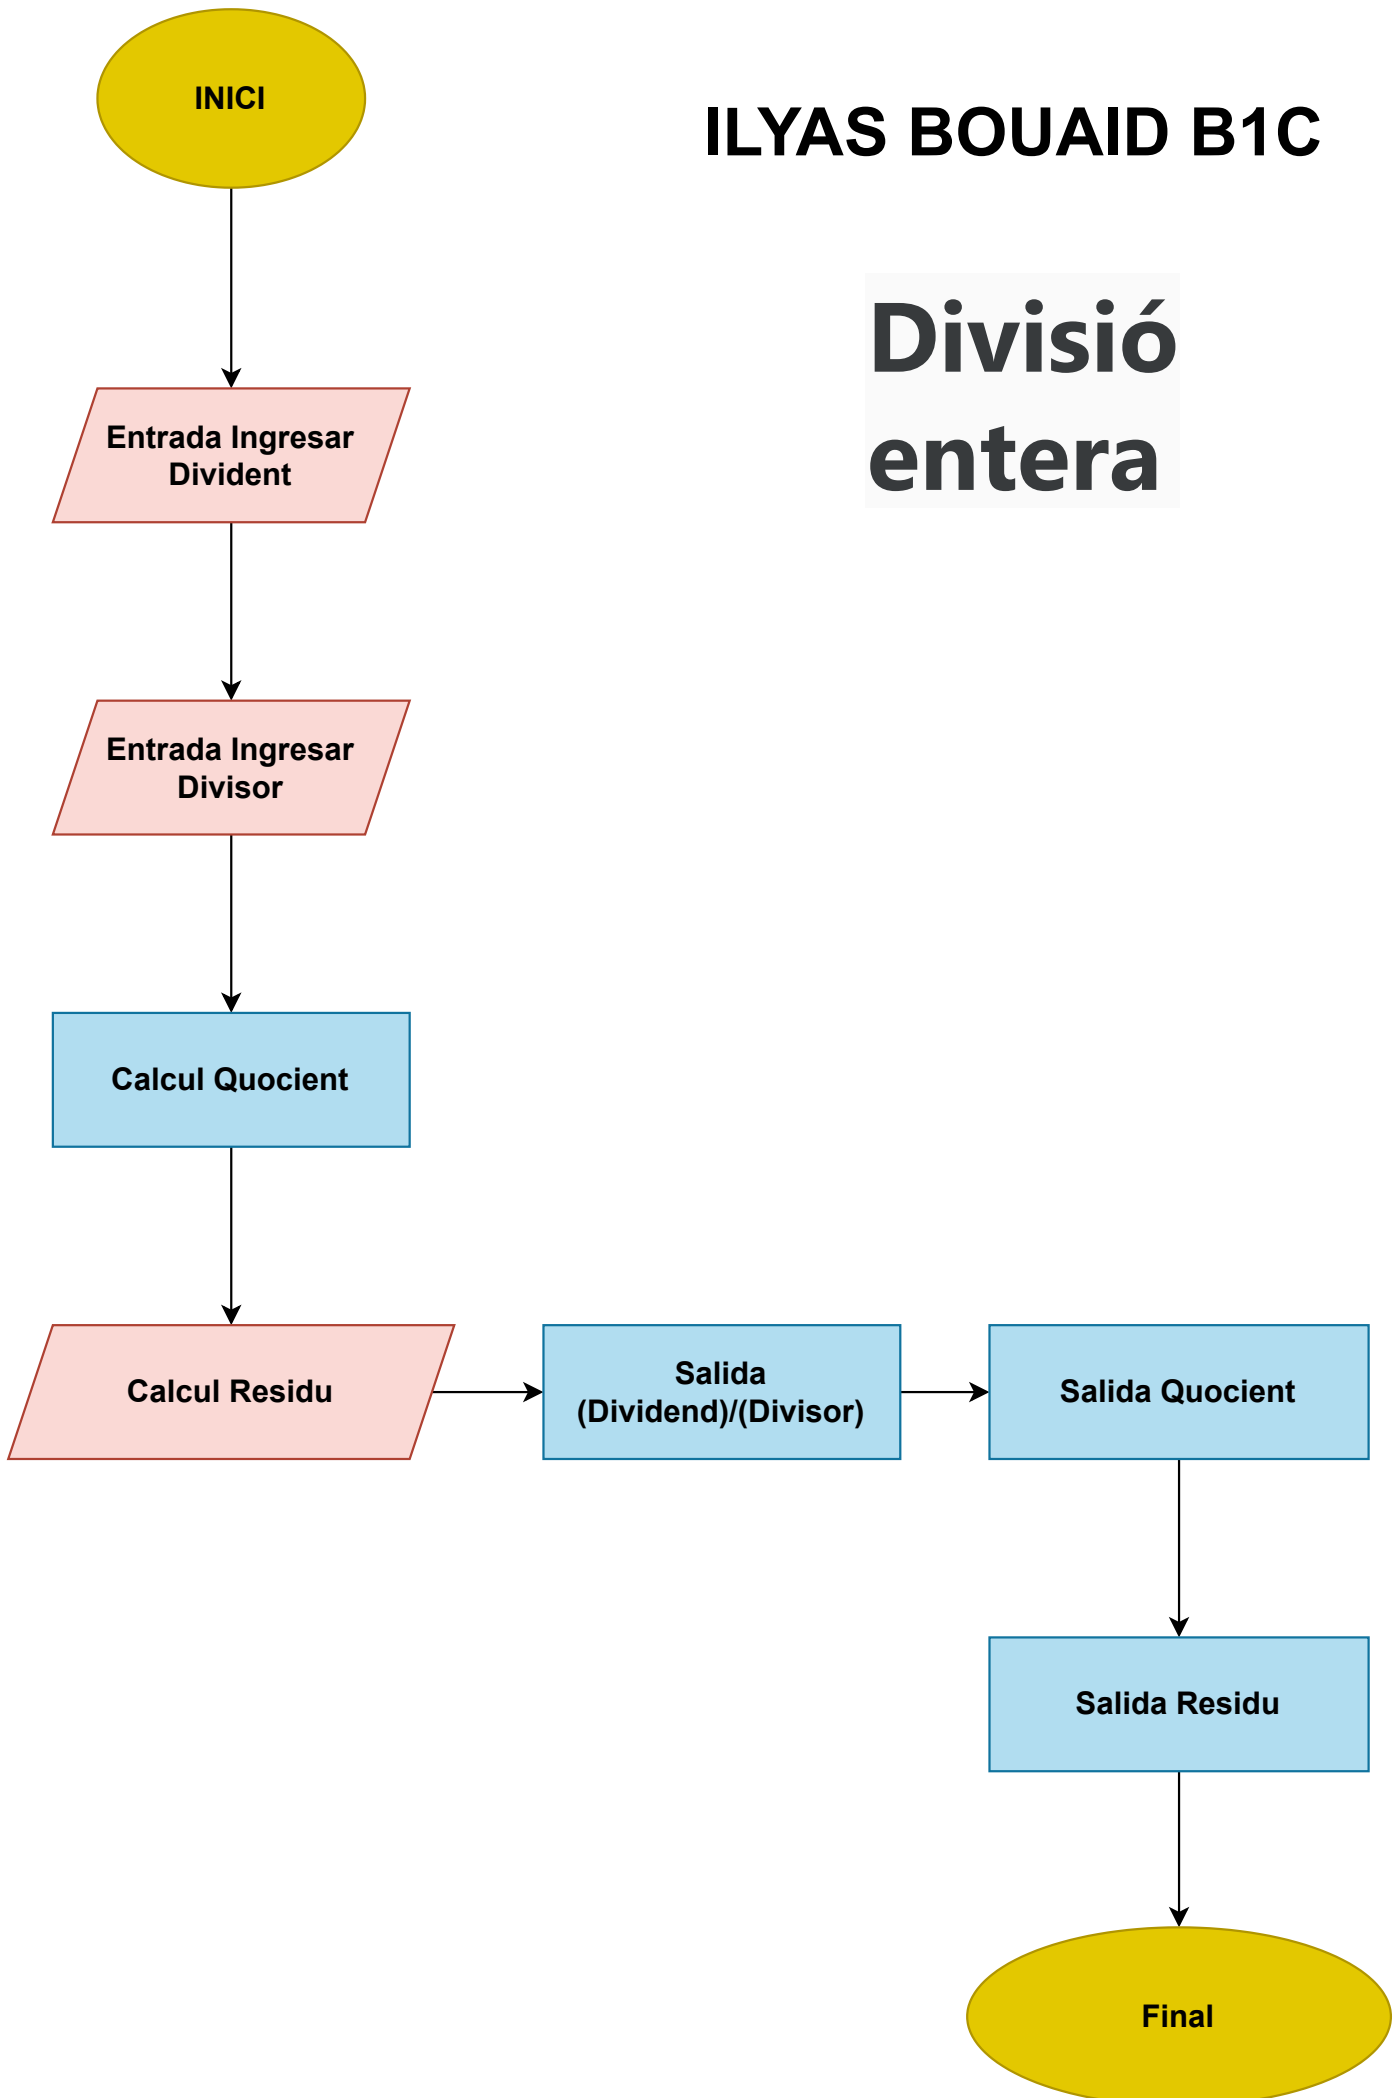 INICI
ILYAS BOUAID B1C
Divisió
entera
Entrada Ingresar
Divident
Entrada Ingresar
Divisor
Calcul Quocient
Calcul Residu
Salida
(Dividend)/(Divisor)
Salida Quocient
Salida Residu
Final